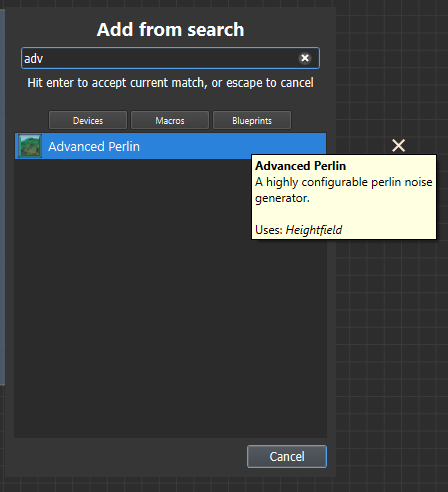 Add from search
adv
Hit enter to accept current match, or escape to cancel
Devices
Macros
Blueprints
Advanced Perlin
Advanced Perlin
A highly configurable perlin noise
generator.
Uses: Heightfield
Cancel